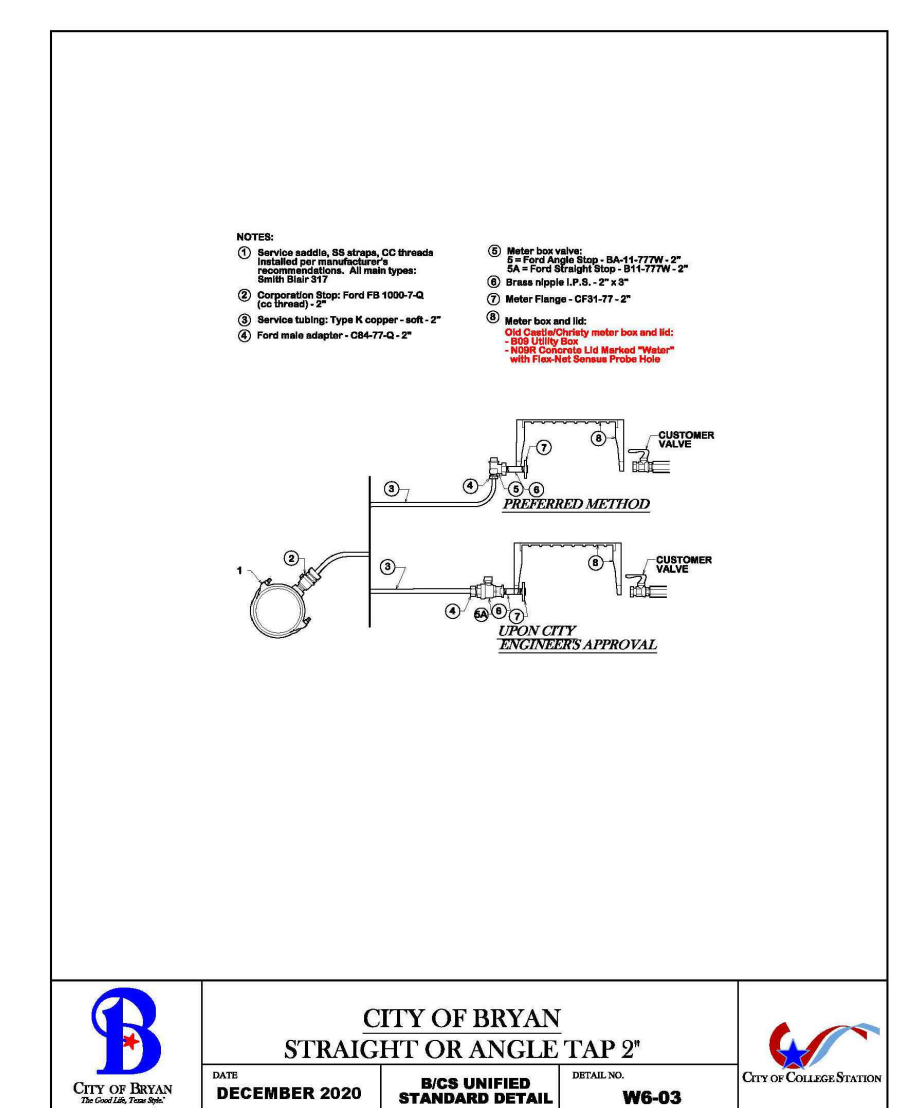 NOTES:
1 Service saddle, SS straps, CC threads
installed per manufacturer's
recommendations. All main types:
Smith Blair 317
2 Corporation Stop: Ford FB 1000-7-Q
(cc thread) - 2"
3 Service tubing: Type K copper - soft - 2"
4 Ford male adapter - C84-77-Q - 2"
5 Meter box valve:
5 = Ford Angle Stop - BA-11-777W - 2"
5A = Ford Straight Stop - B11-777W - 2"
6 Brass nipple I.P.S. - 2" x 3"
7 Meter Flange - CF31-77 - 2"
8 Meter box and lid:
Old Castle/Christy meter box and lid:
- B09 Utility Box
- N09R Concrete Lid Marked "Water"
with Flex-Net Sensus Probe Hole
8
CUSTOMER
VALVE
7
3
4
5
6
PREFERRED METHOD
2
1
3
8
CUSTOMER
VALVE
4
5A
6
7
UPON CITY
ENGINEER'S APPROVAL
B
CITY OF BRYAN
The Good Life, Texas Style.™
CITY OF BRYAN
STRAIGHT OR ANGLE TAP 2"
DATE
DECEMBER 2020
B/CS UNIFIED
STANDARD DETAIL
DETAIL NO.
W6-03
CITY OF COLLEGE STATION